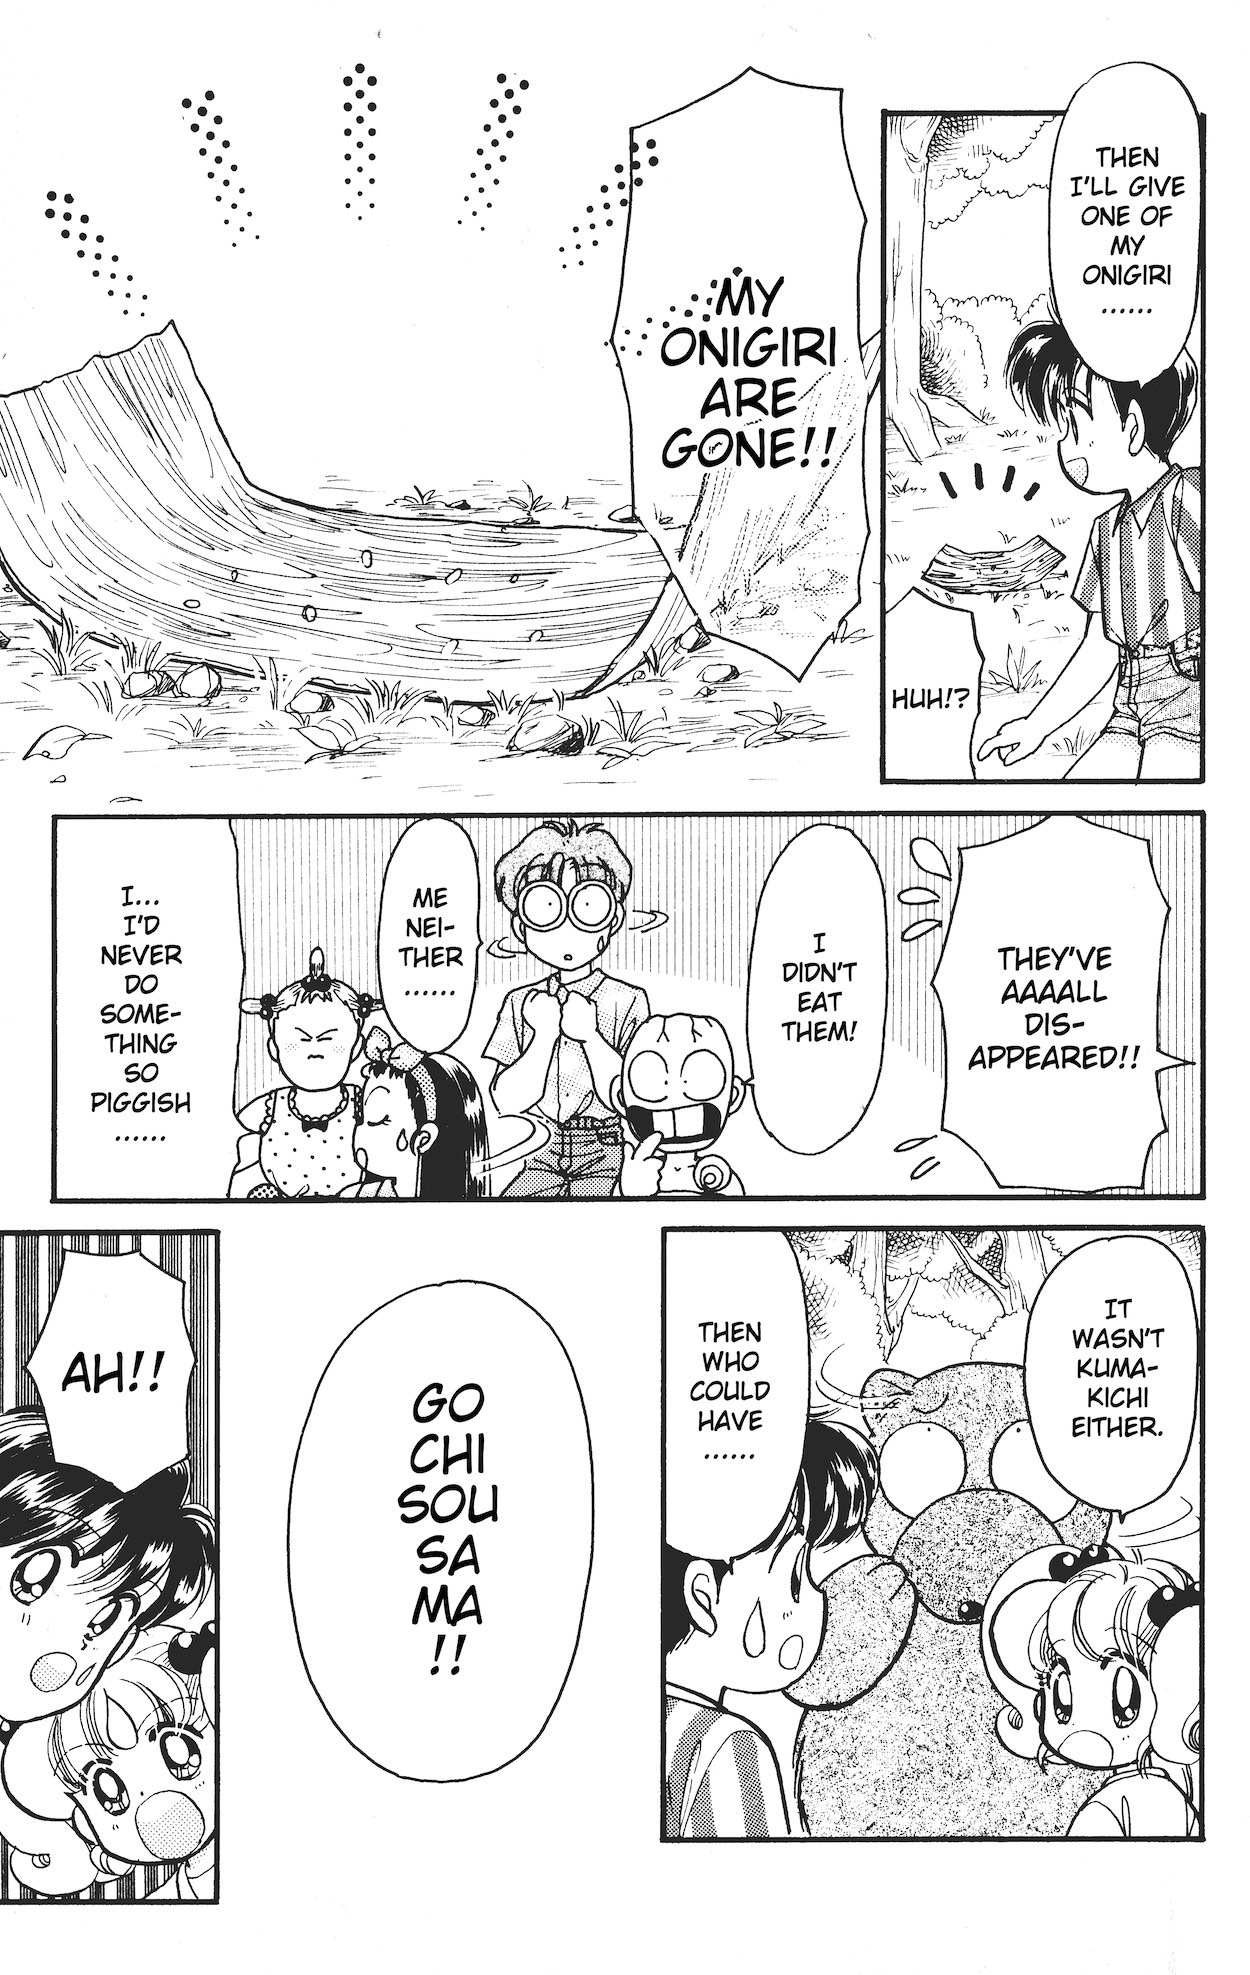 THEN
I'LL GIVE
ONE OF
MY
ONIGIRI
......
HUH!?
MY
ONIGIRI
ARE
GONE!!
THEY'VE
AAAALL
DIS-
APPEARED!!
I
DIDN'T
EAT
THEM!
ME
NEI-
THER
......
I...
I'D
NEVER
DO
SOME-
THING
SO
PIGGISH
......
IT
WASN'T
KUMA-
KICHI
EITHER.
THEN
WHO
COULD
HAVE
......
GO
CHI
SOU
SA
MA
!!
AH!!